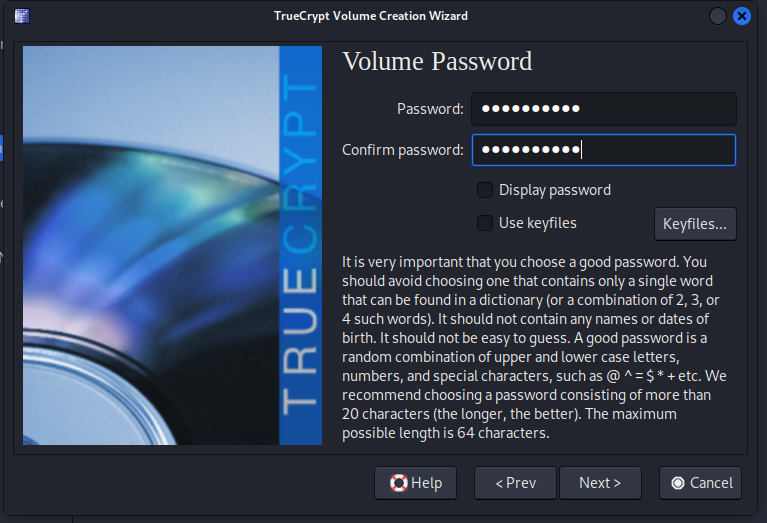 TrueCrypt Volume Creation Wizard
TRUECRYPT
Volume Password
Password: ●●●●●●●●●●
Confirm password: ●●●●●●●●●●
Display password
Use keyfiles
Keyfiles...
It is very important that you choose a good password. You
should avoid choosing one that contains only a single word
that can be found in a dictionary (or a combination of 2, 3, or
4 such words). It should not contain any names or dates of
birth. It should not be easy to guess. A good password is a
random combination of upper and lower case letters,
numbers, and special characters, such as @ ^ = $ * + etc. We
recommend choosing a password consisting of more than
20 characters (the longer, the better). The maximum
possible length is 64 characters.
Help
< Prev
Next >
Cancel